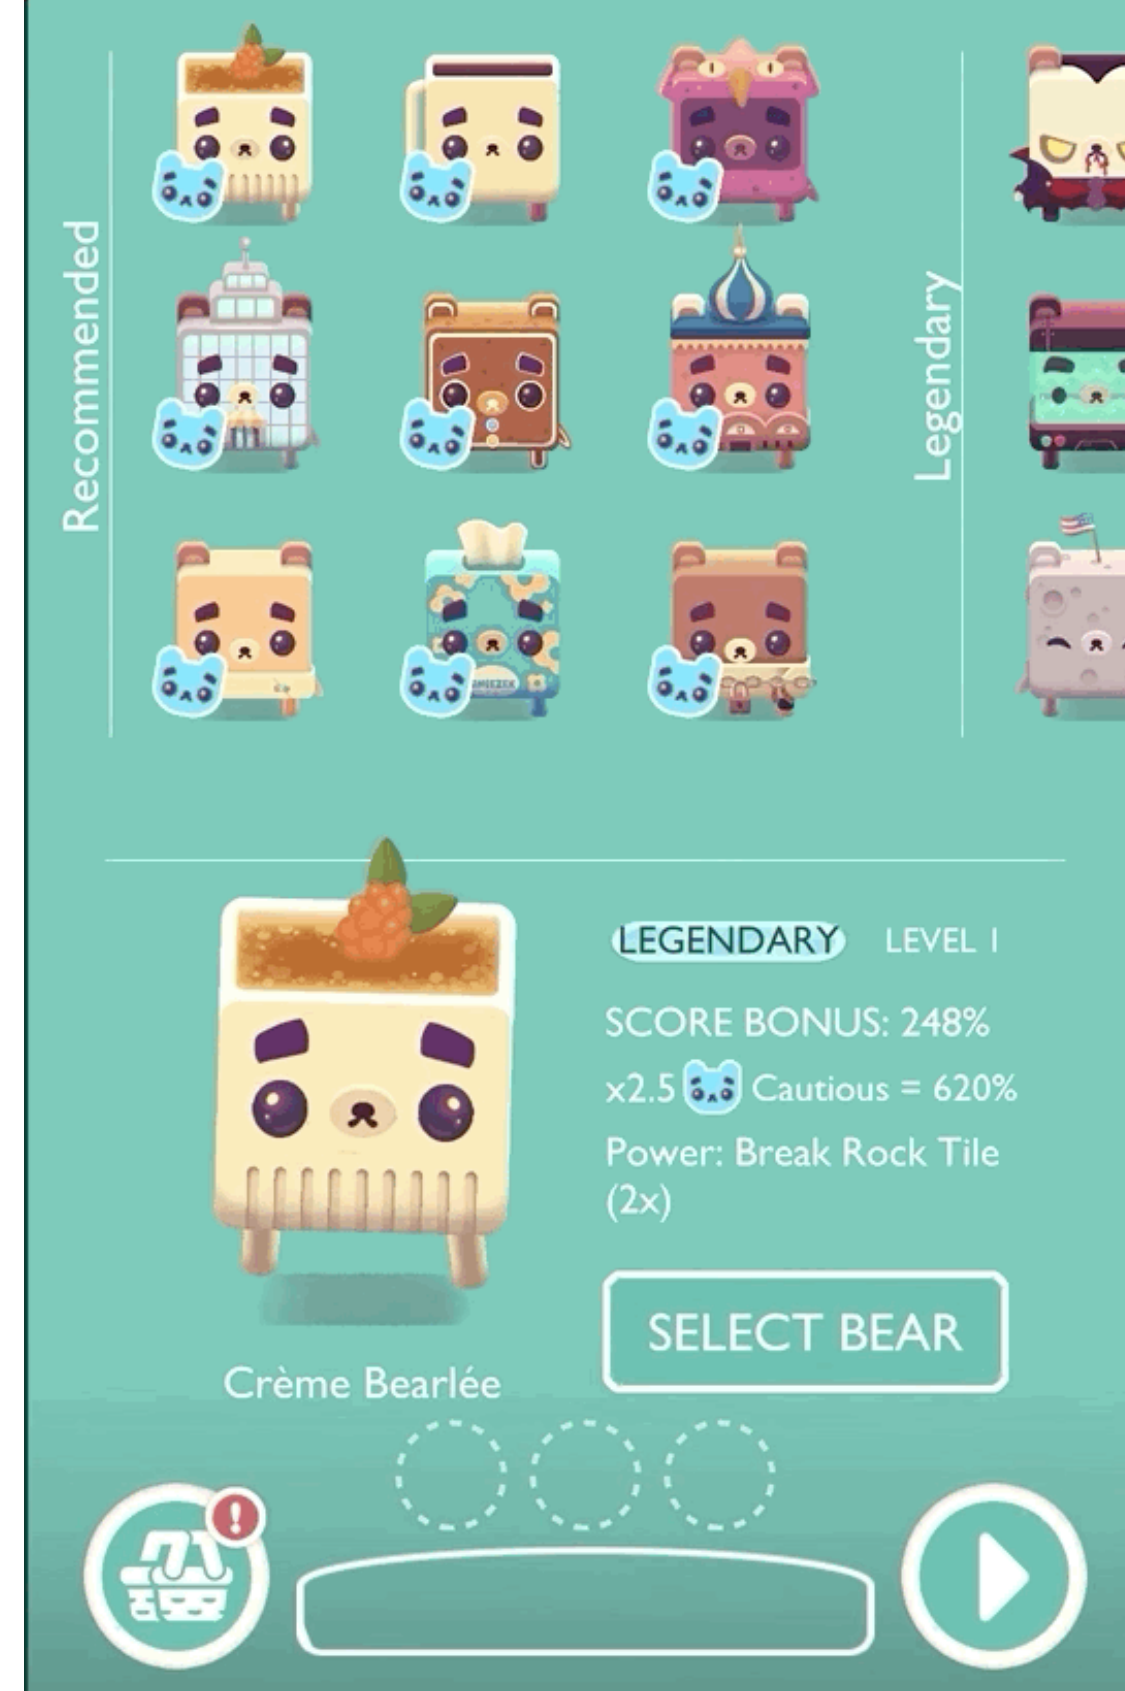 Recommended
Legendary
LEGENDARY LEVEL 1
SCORE BONUS: 248%
x2.5 Cautious = 620%
Power: Break Rock Tile
(2x)
SELECT BEAR
Crème Bearlée
!